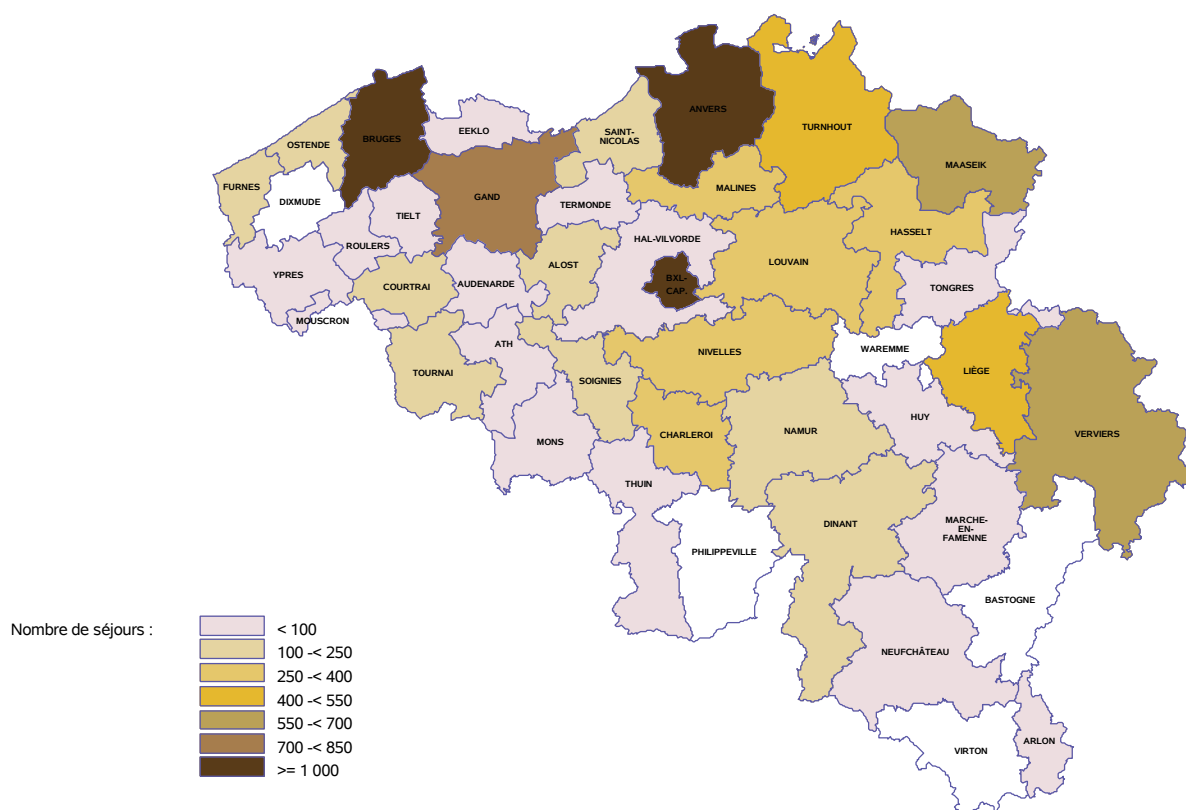 ANVERS
TURNHOUT
BRUGES
EEKLO
SAINT-
NICOLAS
OSTENDE
MAASEIK
FURNES
DIXMUDE
TIELT
GAND
TERMONDE
MALINES
HASSELT
ROULERS
HAL-VILVORDE
YPRES
COURTRAI
AUDENARDE
ALOST
BXL-
CAP.
LOUVAIN
TONGRES
MOUSCRON
ATH
NIVELLES
WAREMME
TOURNAI
SOIGNIES
LIÈGE
MONS
CHARLEROI
NAMUR
HUY
VERVIERS
THUIN
DINANT
MARCHE-
EN-
FAMENNE
PHILIPPEVILLE
BASTOGNE
NEUFCHÂTEAU
VIRTON
ARLON
Nombre de séjours :
< 100
100 -< 250
250 -< 400
400 -< 550
550 -< 700
700 -< 850
>= 1 000